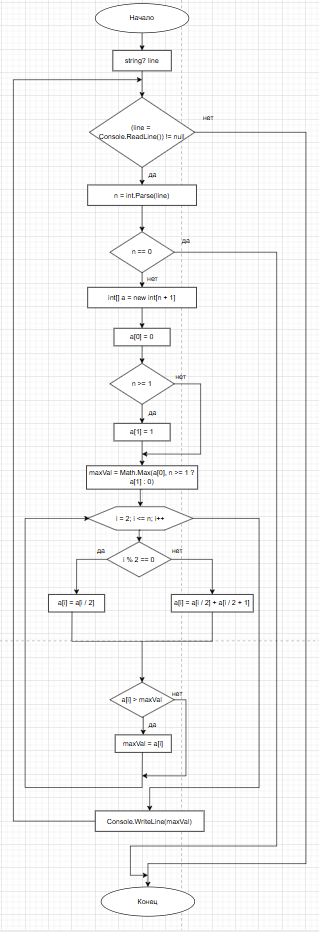 Начало
string? line
(line =
Console.ReadLine()) != null
нет
да
n = int.Parse(line)
n == 0
да
нет
int[] a = new int[n + 1]
a[0] = 0
n >= 1
нет
да
a[1] = 1
maxVal = Math.Max(a[0], n >= 1 ?
a[1] : 0)
i = 2; i <= n; i++
i % 2 == 0
да
нет
a[i] = a[i / 2]
a[i] = a[i / 2] + a[i / 2 + 1]
a[i] > maxVal
нет
да
maxVal = a[i]
Console.WriteLine(maxVal)
Конец